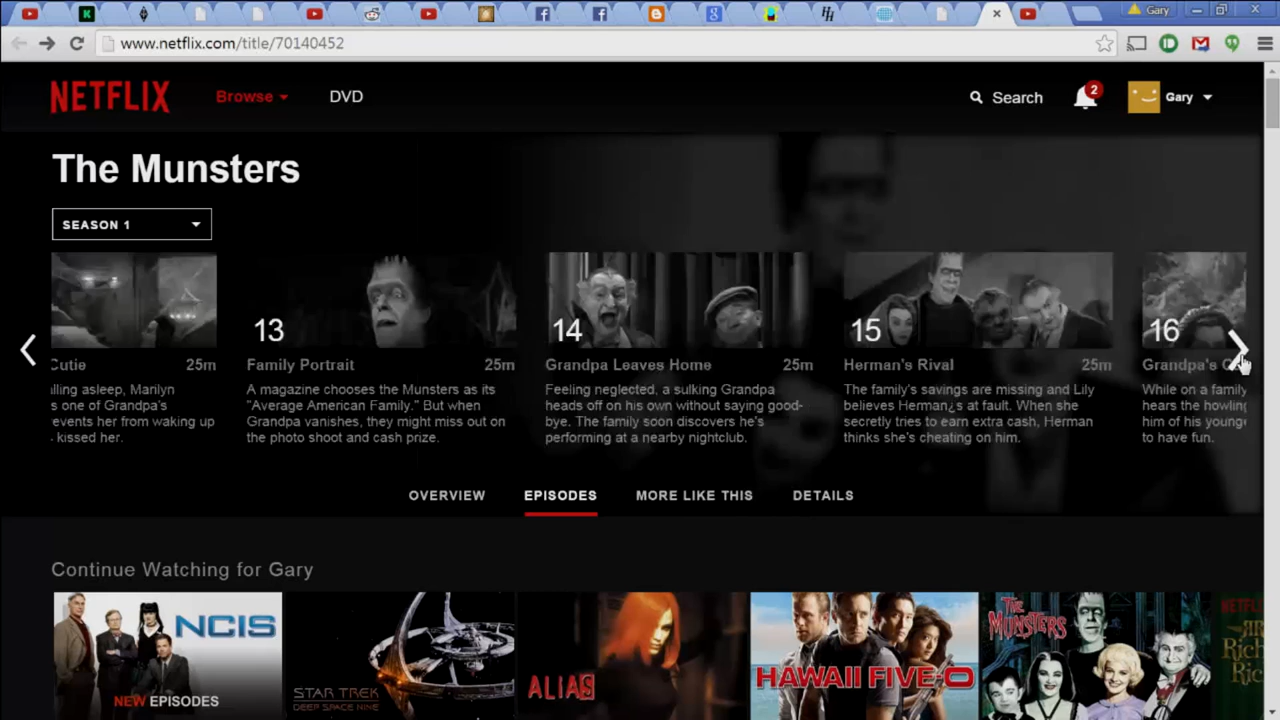 Gary
www.netflix.com/title/70140452
NETFLIX
Browse
DVD
Search
2
Gary
The Munsters
SEASON 1
13
14
15
16
Cutie
25m
Family Portrait
25m
Grandpa Leaves Home
25m
Herman's Rival
25m
Grandpa's C
lling asleep, Marilyn
s one of Grandpa's
revents her from waking up
kissed her.
A magazine chooses the Munsters as its
"Average American Family." But when
Grandpa vanishes, they might miss out on
the photo shoot and cash prize.
Feeling neglected, a sulking Grandpa
heads off on his own without saying good-
bye. The family soon discovers he's
performing at a nearby nightclub.
The family's savings are missing and Lily
believes Herman¿s at fault. When she
secretly tries to earn extra cash, Herman
thinks she's cheating on him.
While on a family
hears the howling
him of his younge
to have fun.
OVERVIEW
EPISODES
MORE LIKE THIS
DETAILS
Continue Watching for Gary
NCIS
NEW EPISODES
STAR TREK
DEEP SPACE NINE
ALIAS
HAWAII FIVE-O
THE
MUNSTERS
NETFL
Rich
Ric